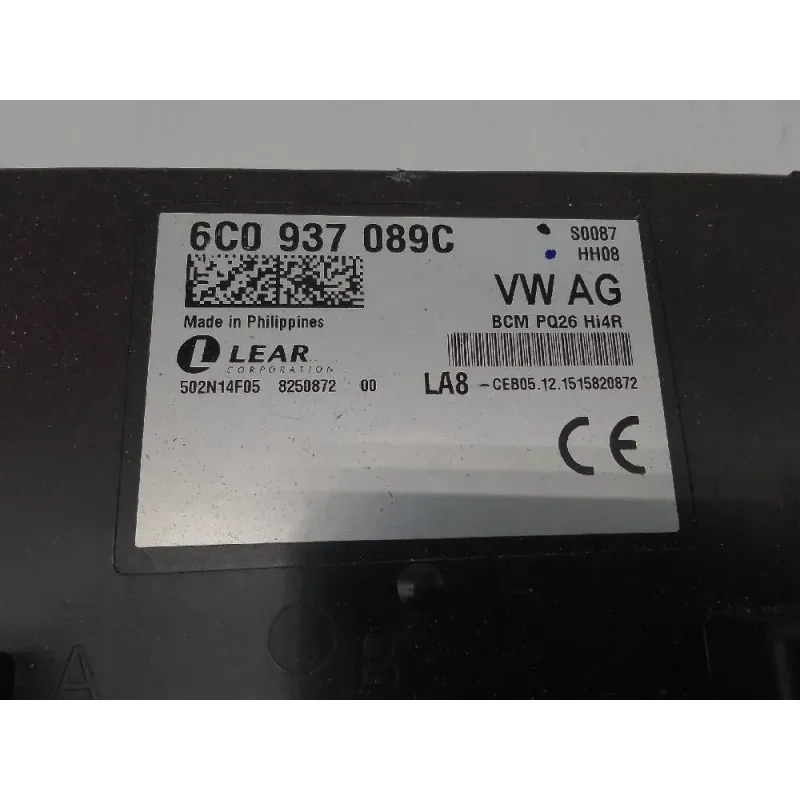 6C0 937 089C
S0087
HH08
VW AG
Made in Philippines
BCM PQ26 Hi4R
L LEAR
CORPORATION
502N14F05 8250872 00
LA8 -CEB05.12.1515820872
CE
A